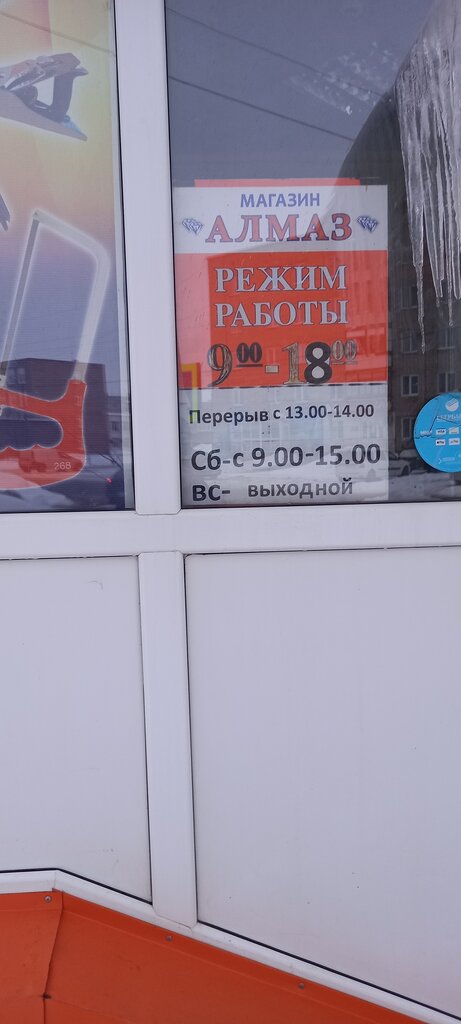 МАГАЗИН
АЛМАЗ
РЕЖИМ
РАБОТЫ
9 00 - 18 00
Перерыв с 13.00-14.00
Сб-с 9.00-15.00
ВС- выходной
268